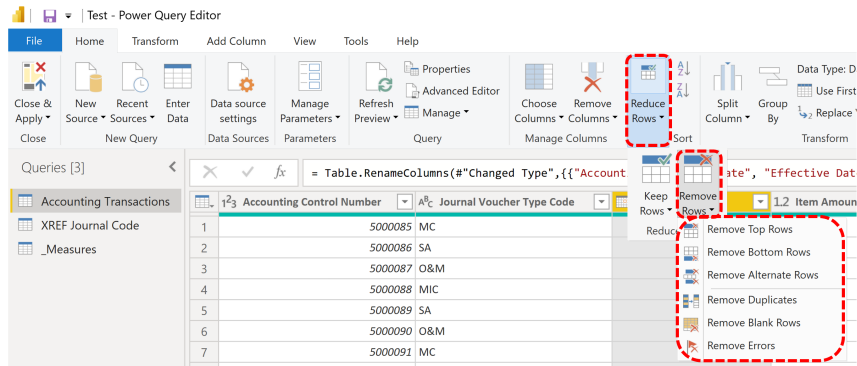 Test - Power Query Editor
File Home Transform Add Column View Tools Help
Close & Apply
New Source
Recent Sources
Enter Data
Data source settings
Manage Parameters
Refresh Preview
Properties
Advanced Editor
Manage
Choose Columns
Remove Columns
Reduce Rows
Split Column
Group By
Data Type: D
Use First
Replace
Close New Query Data Sources Parameters Query Manage Columns Sort Transform
Queries [3]
fx = Table.RenameColumns(#"Changed Type",{{"Account ate", "Effective Dat
Keep Rows
Remove Rows
Reduc
Accounting Transactions
XREF Journal Code
_Measures
1²3 Accounting Control Number ABC Journal Voucher Type Code 1.2 Item Amoun
1 5000085 MC
2 5000086 SA
3 5000087 O&M
4 5000088 MIC
5 5000089 SA
6 5000090 O&M
7 5000091 MC
Remove Top Rows
Remove Bottom Rows
Remove Alternate Rows
Remove Duplicates
Remove Blank Rows
Remove Errors